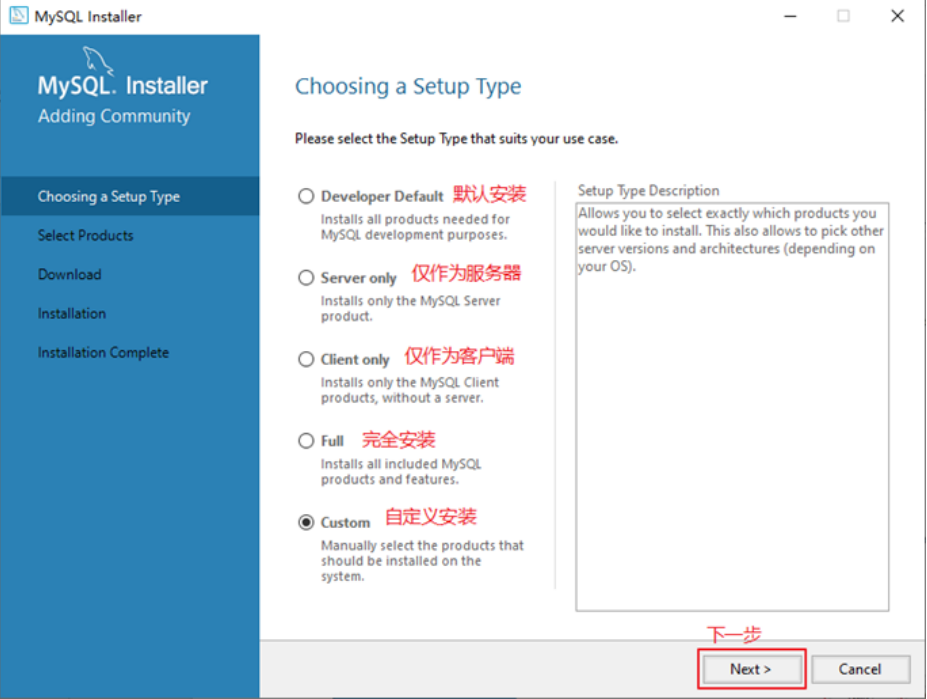 MySQL Installer
MySQL. Installer
Adding Community
Choosing a Setup Type
Select Products
Download
Installation
Installation Complete
Choosing a Setup Type
Please select the Setup Type that suits your use case.
Developer Default 默认安装
Installs all products needed for
MySQL development purposes.
Server only 仅作为服务器
Installs only the MySQL Server
product.
Client only 仅作为客户端
Installs only the MySQL Client
products, without a server.
Full 完全安装
Installs all included MySQL
products and features.
Custom 自定义安装
Manually select the products that
should be installed on the
system.
Setup Type Description
Allows you to select exactly which products you
would like to install. This also allows to pick other
server versions and architectures (depending on
your OS).
下一步
Next >
Cancel